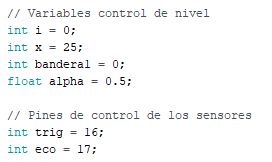 // Variables control de nivel
int i = 0;
int x = 25;
int banderal = 0;
float alpha = 0.5;
// Pines de control de los sensores
int trig = 16;
int eco = 17;